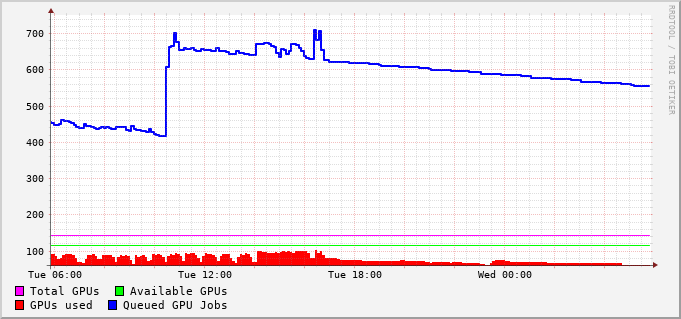 700
600
500
400
300
200
100
Tue 06:00 Tue 12:00 Tue 18:00 Wed 00:00
Total GPUs Available GPUs
GPUs used Queued GPU Jobs
RRDTOOL / TOBI OETIKER